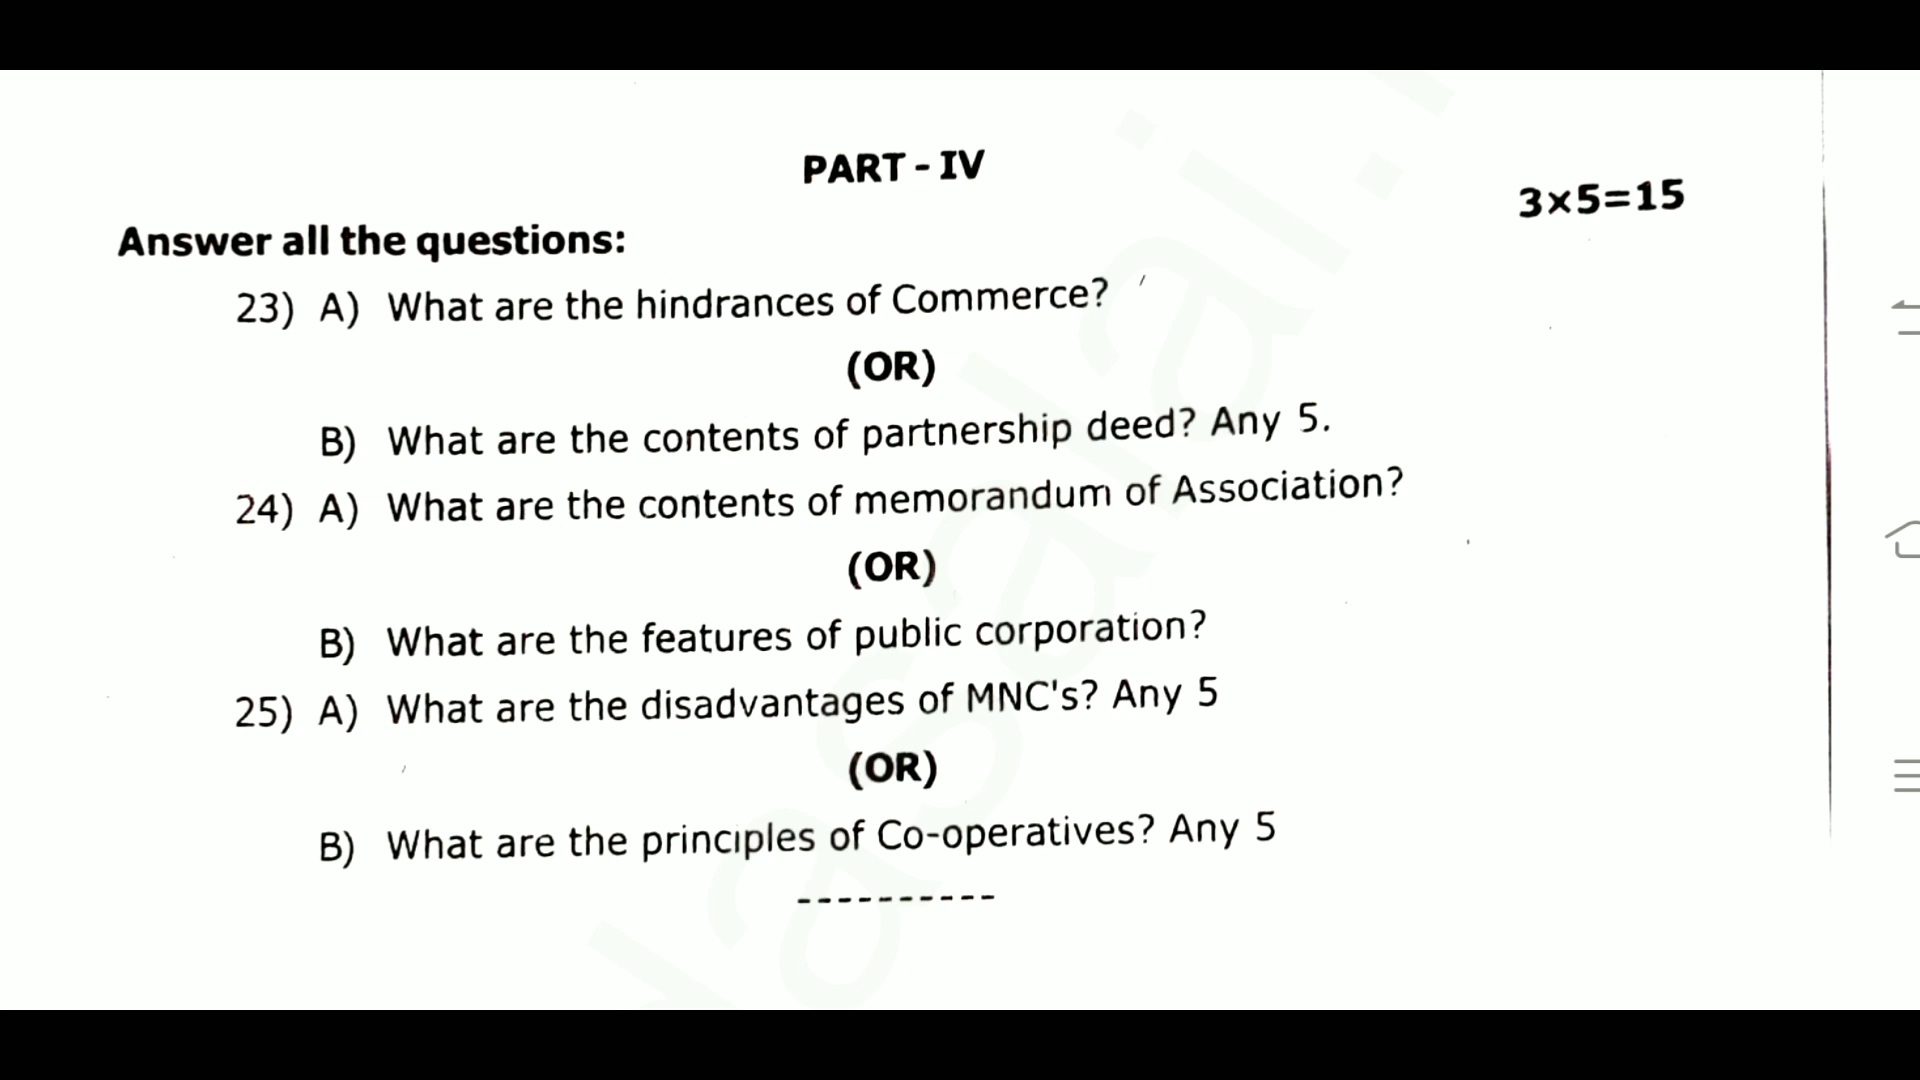 PART - IV
3×5=15
Answer all the questions:
23) A) What are the hindrances of Commerce?
(OR)
B) What are the contents of partnership deed? Any 5.
24) A) What are the contents of memorandum of Association?
(OR)
B) What are the features of public corporation?
25) A) What are the disadvantages of MNC's? Any 5
(OR)
B) What are the principles of Co-operatives? Any 5
----------